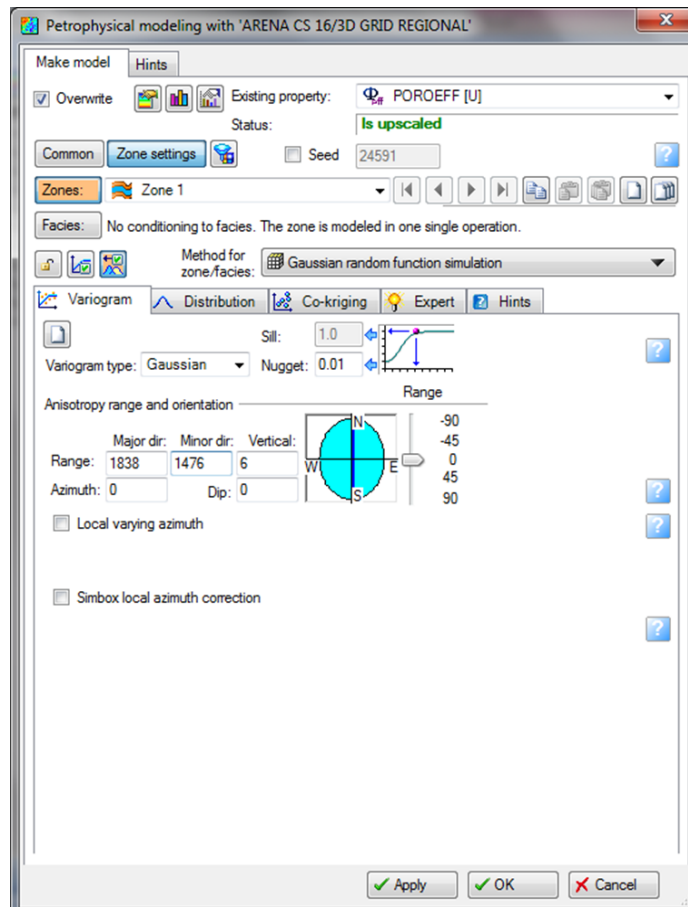 Petrophysical modeling with 'ARENA CS 16/3D GRID REGIONAL'
Make model Hints
Overwrite Existing property: Φeff POROEFF [U]
Status: Is upscaled
Common Zone settings Seed 24591 ?
Zones: Zone 1
Facies: No conditioning to facies. The zone is modeled in one single operation.
Method for zone/facies: Gaussian random function simulation
Variogram Distribution Co-kriging Expert ? Hints
Sill: 1.0 ?
Variogram type: Gaussian Nugget: 0.01
Range
Anisotropy range and orientation
N -90
Major dir: Minor dir: Vertical: -45
Range: 1838 1476 6 W E 0
45
Azimuth: 0 Dip: 0 S 90 ?
Local varying azimuth ?
Simbox local azimuth correction
?
Apply OK Cancel